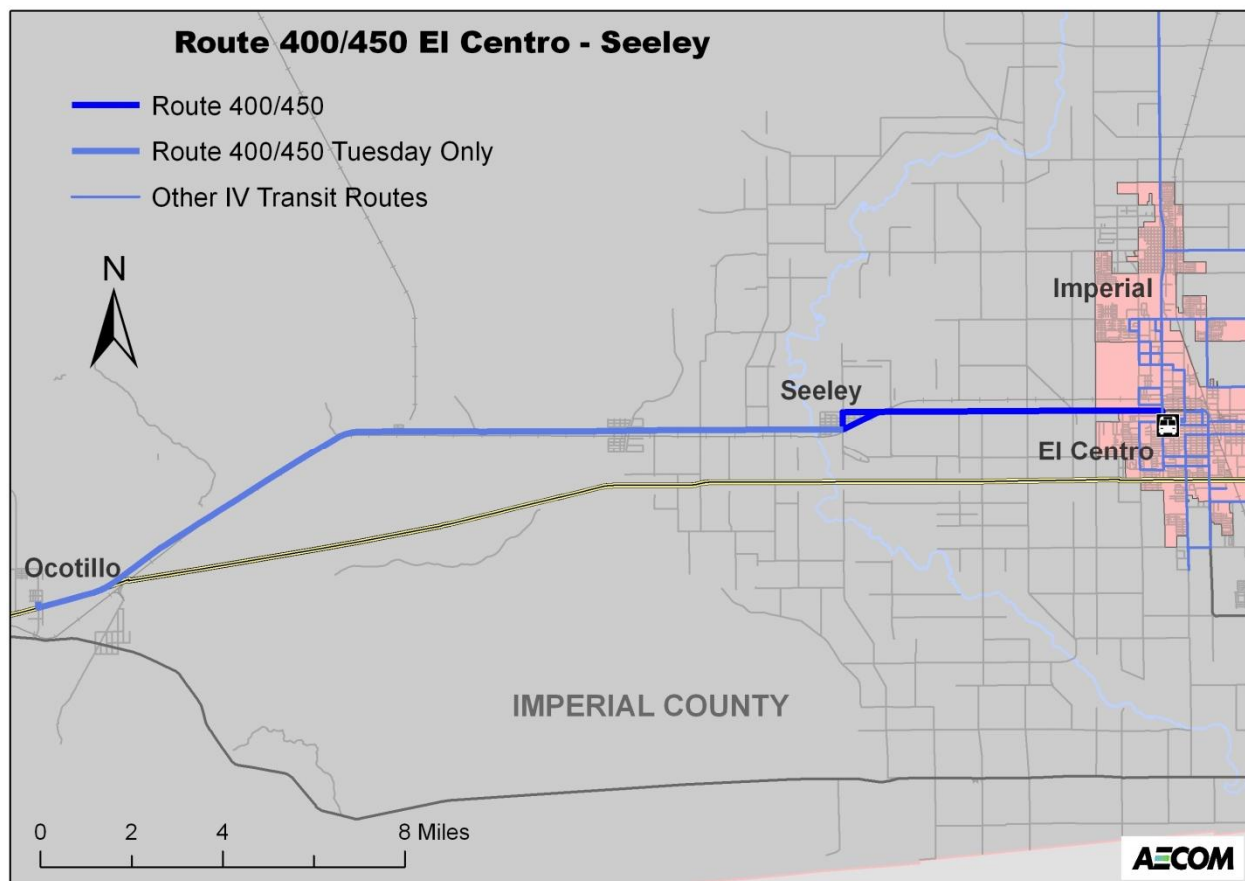 Route 400/450 El Centro - Seeley
Route 400/450
Route 400/450 Tuesday Only
Other IV Transit Routes
N
Imperial
Seeley
El Centro
Ocotillo
IMPERIAL COUNTY
0 2 4 8 Miles
AECOM